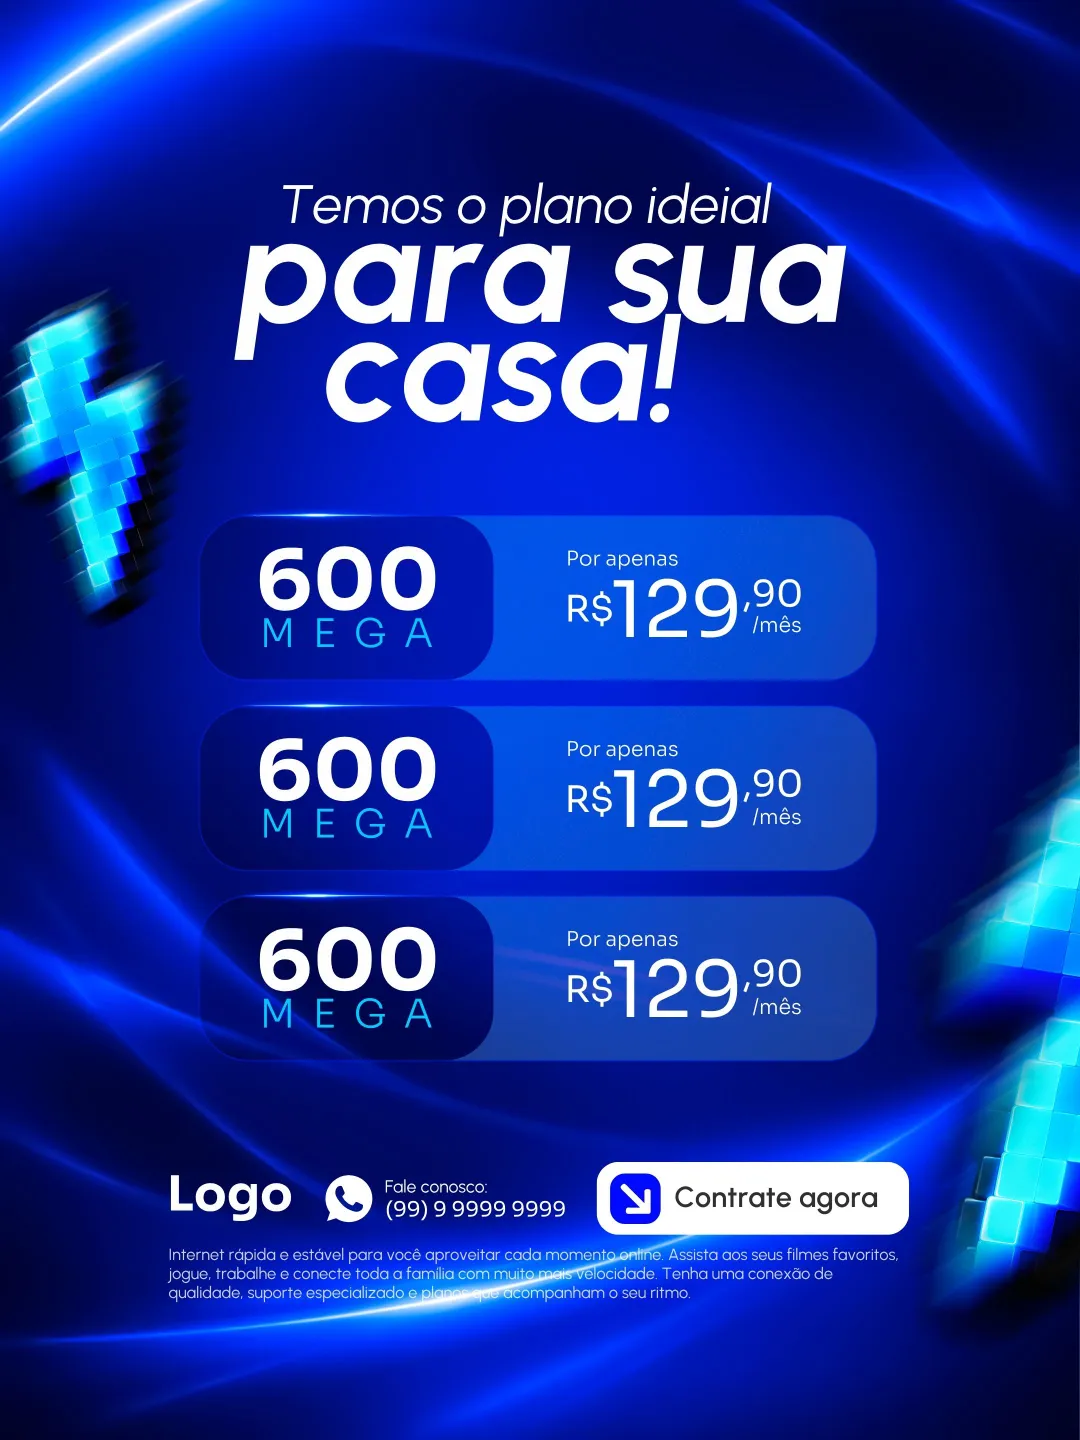 Temos o plano ideial
para sua
casa!
600
MEGA
Por apenas
R$129,90
/mês
600
MEGA
Por apenas
R$129,90
/mês
600
MEGA
Por apenas
R$129,90
/mês
Logo
Fale conosco:
(99) 9 9999 9999
Contrate agora
Internet rápida e estável para você aproveitar cada momento online. Assista aos seus filmes favoritos,
jogue, trabalhe e conecte toda a família com muito mais velocidade. Tenha uma conexão de
qualidade, suporte especializado e planos que acompanham o seu ritmo.